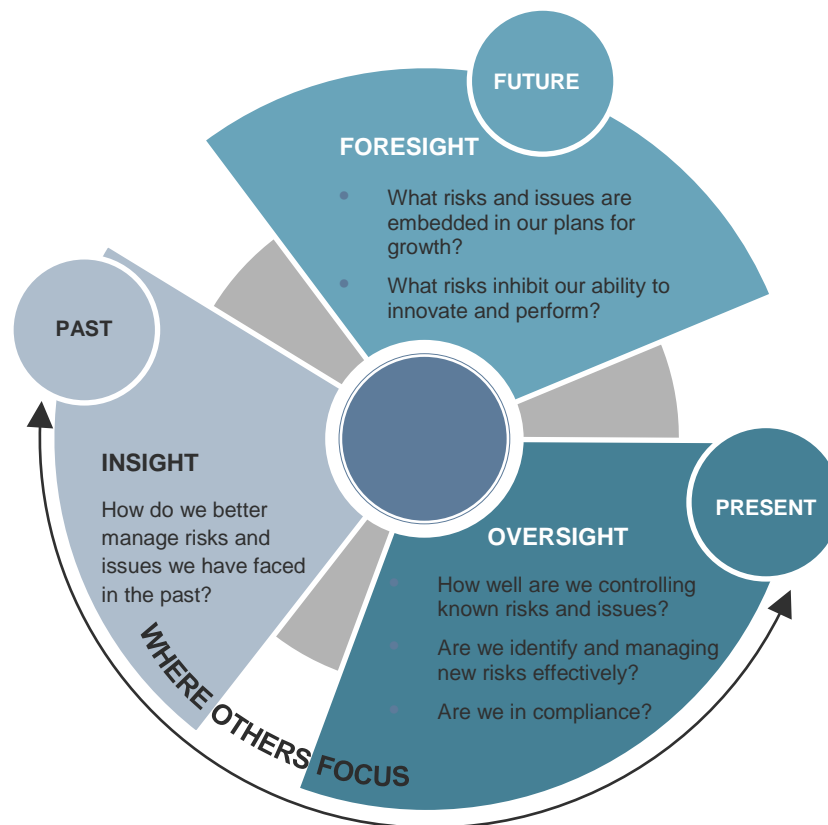 FUTURE
FORESIGHT
• What risks and issues are
embedded in our plans for
growth?
• What risks inhibit our ability to
innovate and perform?
PAST
INSIGHT
How do we better
manage risks and
issues we have faced
in the past?
PRESENT
OVERSIGHT
• How well are we controlling
known risks and issues?
• Are we identify and managing
new risks effectively?
• Are we in compliance?
WHERE OTHERS FOCUS